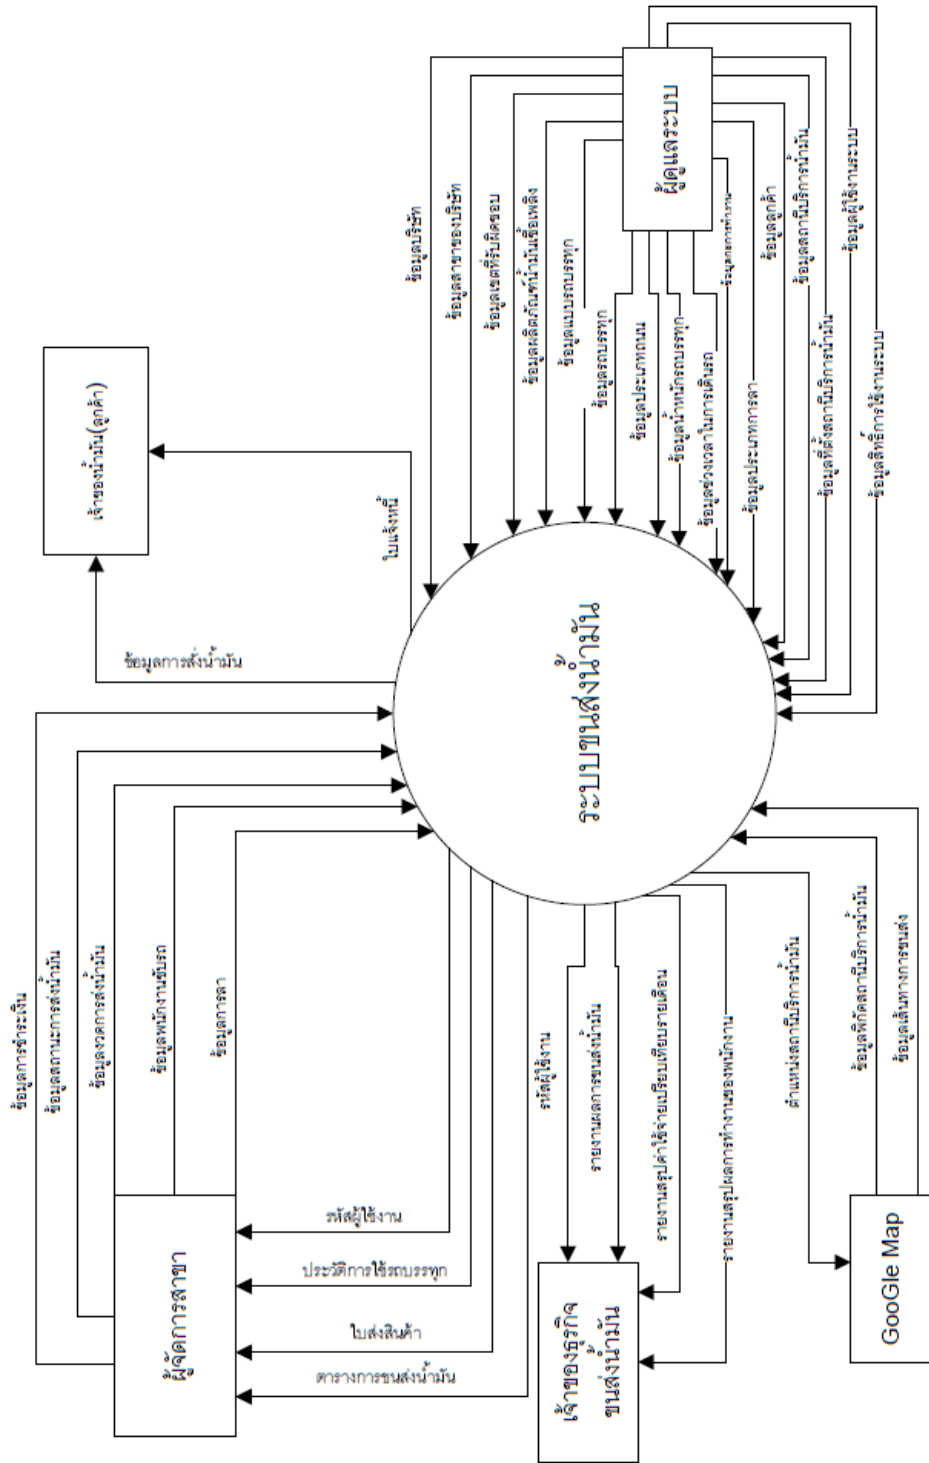 ผู้ดูแลระบบ
ข้อมูลบริษัท
ข้อมูลสาขาของบริษัท
ข้อมูลเขตที่รับผิดชอบ
ข้อมูลผลิตภัณฑ์น้ำมันเชื้อเพลิง
ข้อมูลแบบรถบรรทุก
ข้อมูลรถบรรทุก
ข้อมูลประเภทถนน
ข้อมูลน้ำหนักรถบรรทุก
ข้อมูลช่วงเวลาในการเดินรถ
ข้อมูลกะการทำงาน
ข้อมูลประเภทการลา
ข้อมูลลูกค้า
ข้อมูลสถานีบริการน้ำมัน
ข้อมูลที่ตั้งสถานีบริการน้ำมัน
ข้อมูลผู้ใช้งานระบบ
ข้อมูลสิทธิ์การใช้งานระบบ
เจ้าของน้ำมัน(ลูกค้า)
ใบแจ้งหนี้
ข้อมูลการสั่งน้ำมัน
ระบบขนส่งน้ำมัน
ข้อมูลการชำระเงิน
ข้อมูลสถานะการส่งน้ำมัน
ข้อมูลงวดการส่งน้ำมัน
ข้อมูลพนักงานขับรถ
ข้อมูลการลา
ผู้จัดการสาขา
รหัสผู้ใช้งาน
ประวัติการใช้รถบรรทุก
ใบส่งสินค้า
ตารางการขนส่งน้ำมัน
รหัสผู้ใช้งาน
รายงานผลการขนส่งน้ำมัน
รายงานสรุปค่าใช้จ่ายเปรียบเทียบรายเดือน
รายงานสรุปผลการทำงานของพนักงาน
เจ้าของธุรกิจ
ขนส่งน้ำมัน
ตำแหน่งสถานีบริการน้ำมัน
ข้อมูลพิกัดสถานีบริการน้ำมัน
ข้อมูลเส้นทางการขนส่ง
GooGle Map